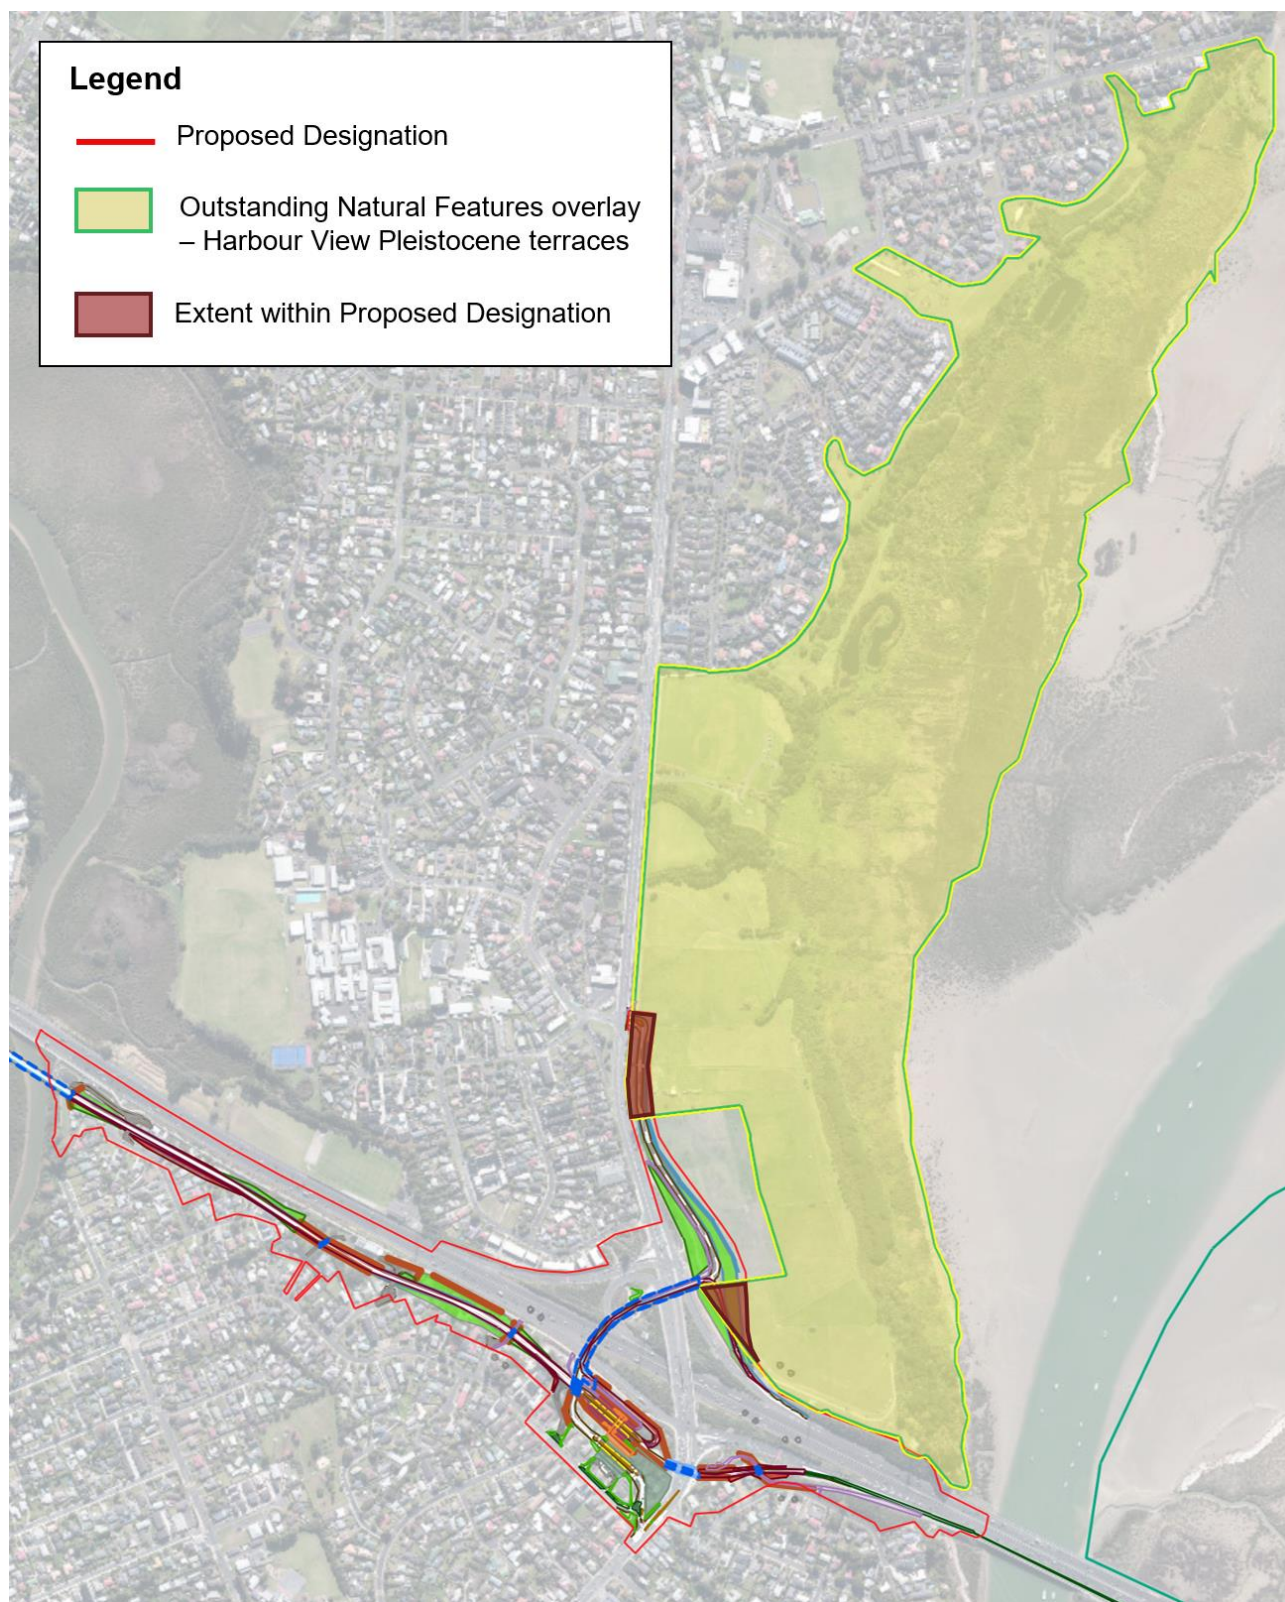 Legend
Proposed Designation
Outstanding Natural Features overlay
– Harbour View Pleistocene terraces
Extent within Proposed Designation